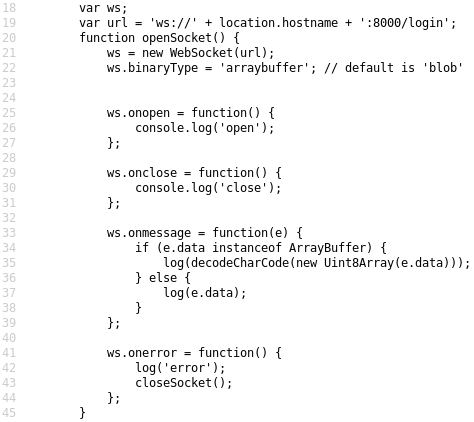 18 var ws;
19 var url = 'ws://' + location.hostname + ':8000/login';
20 function openSocket() {
21 ws = new WebSocket(url);
22 ws.binaryType = 'arraybuffer'; // default is 'blob'
23
24
25 ws.onopen = function() {
26 console.log('open');
27 };
28
29 ws.onclose = function() {
30 console.log('close');
31 };
32
33 ws.onmessage = function(e) {
34 if (e.data instanceof ArrayBuffer) {
35 log(decodeCharCode(new Uint8Array(e.data)));
36 } else {
37 log(e.data);
38 }
39 };
40
41 ws.onerror = function() {
42 log('error');
43 closeSocket();
44 };
45 }